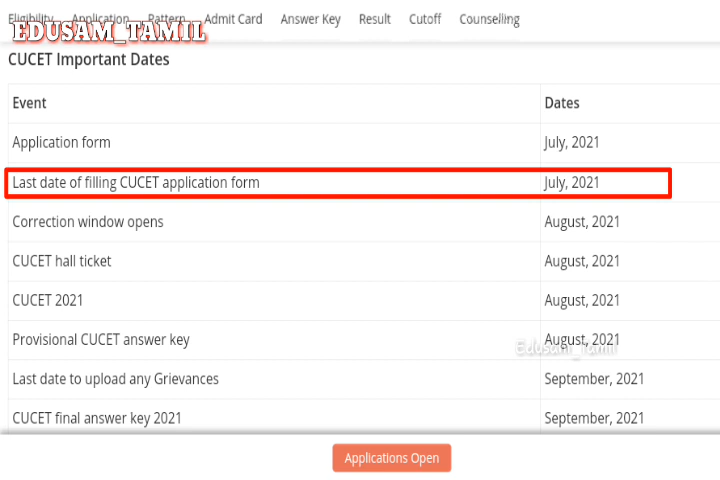 Eligibility Application Pattern Admit Card Answer Key Result Cutoff Counselling
EDUSAM_TAMIL
CUCET Important Dates
Event Dates
Application form July, 2021
Last date of filling CUCET application form July, 2021
Correction window opens August, 2021
CUCET hall ticket August, 2021
CUCET 2021 August, 2021
Provisional CUCET answer key August, 2021
Edusam_Tamil
Last date to upload any Grievances September, 2021
CUCET final answer key 2021 September, 2021
Applications Open